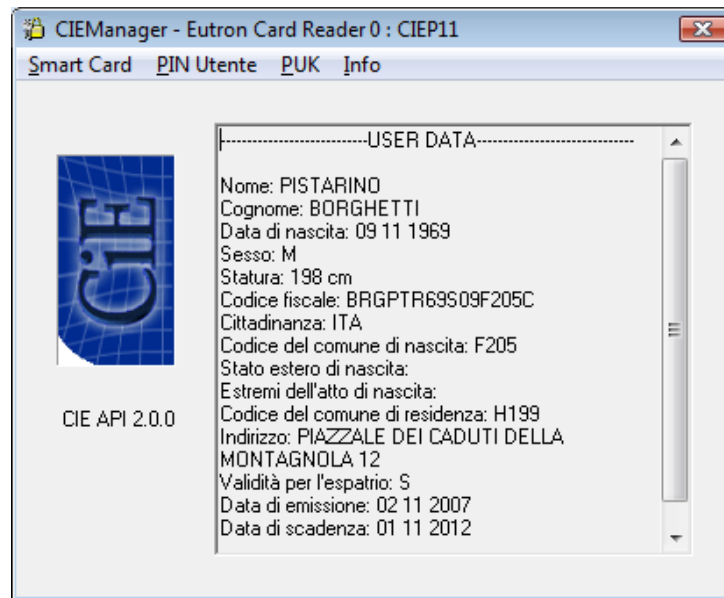 CIEManager - Eutron Card Reader 0 : CIEP11
Smart Card PIN Utente PUK Info
----------------------------USER DATA------------------------------
Nome: PISTARINO
Cognome: BORGHETTI
Data di nascita: 09 11 1969
Sesso: M
Statura: 198 cm
Codice fiscale: BRGPTR69S09F205C
Cittadinanza: ITA
Codice del comune di nascita: F205
Stato estero di nascita:
Estremi dell'atto di nascita:
Codice del comune di residenza: H199
Indirizzo: PIAZZALE DEI CADUTI DELLA
MONTAGNOLA 12
Validità per l'espatrio: S
Data di emissione: 02 11 2007
Data di scadenza: 01 11 2012
CIE
CIE API 2.0.0